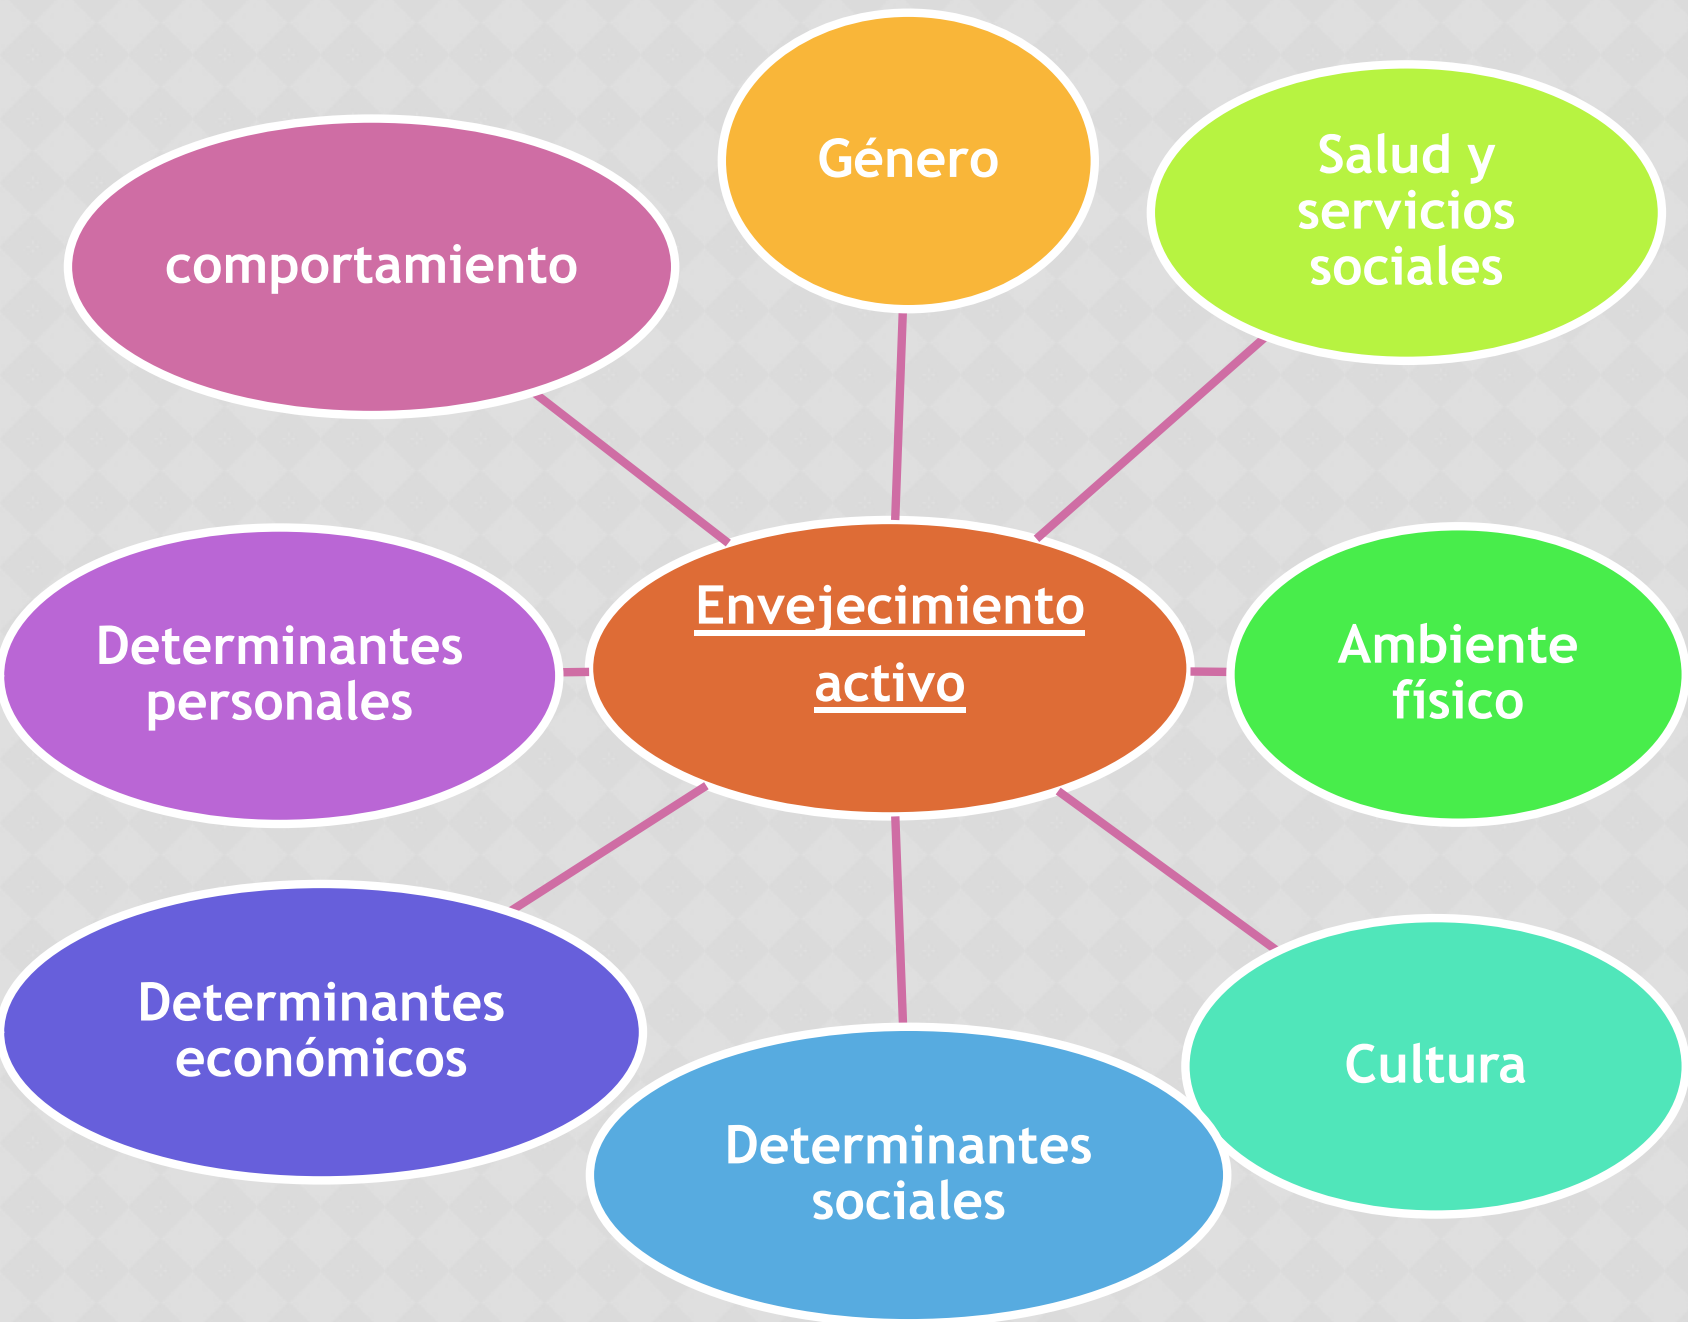 Género
Salud y
servicios
sociales
comportamiento
Envejecimiento
activo
Determinantes
personales
Ambiente
físico
Determinantes
económicos
Cultura
Determinantes
sociales